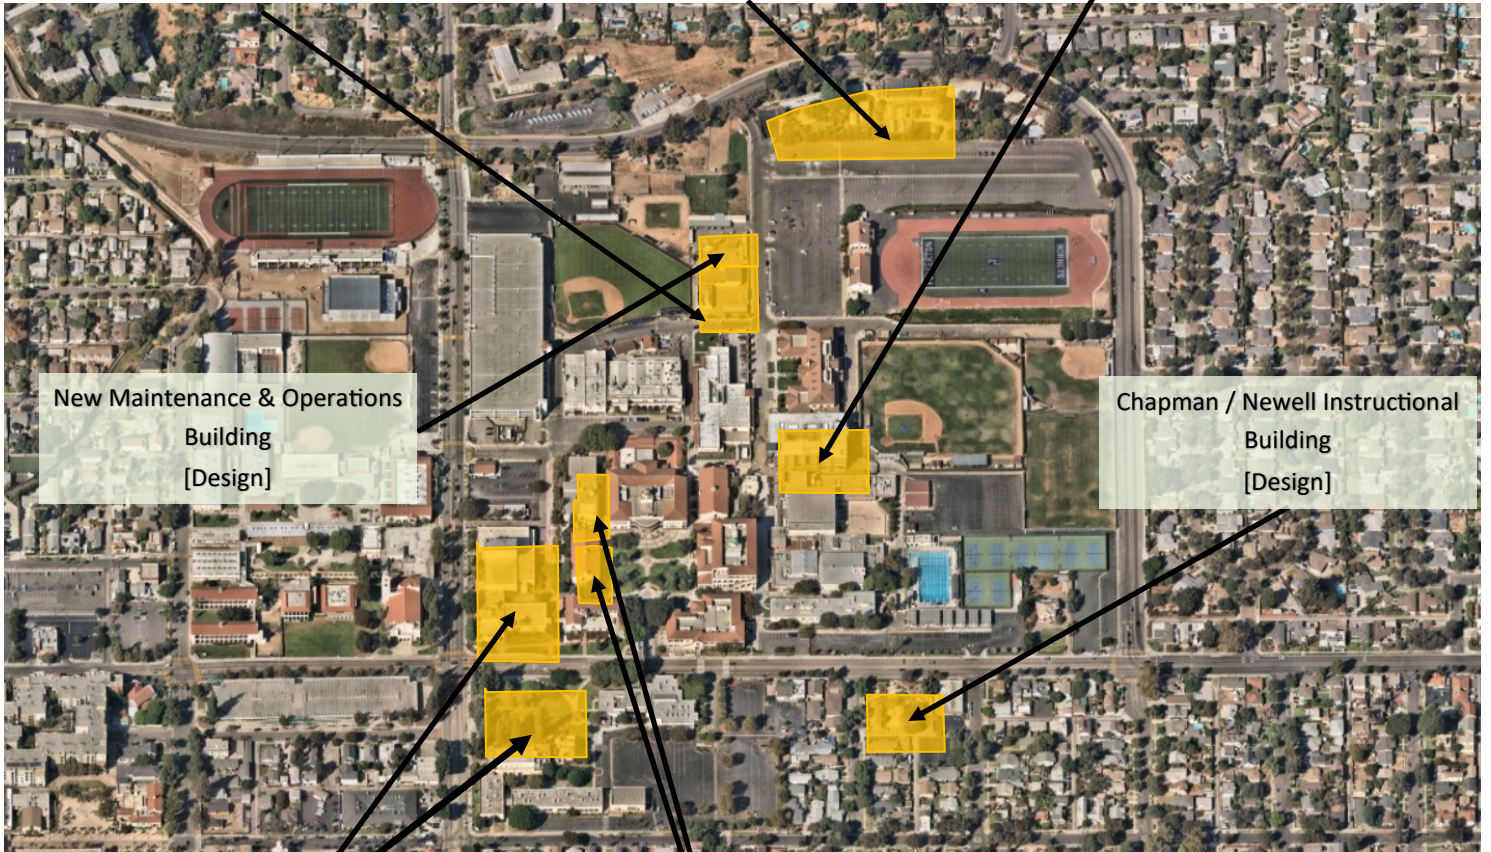 New Maintenance & Operations
Building
[Design]
Chapman / Newell Instructional
Building
[Design]